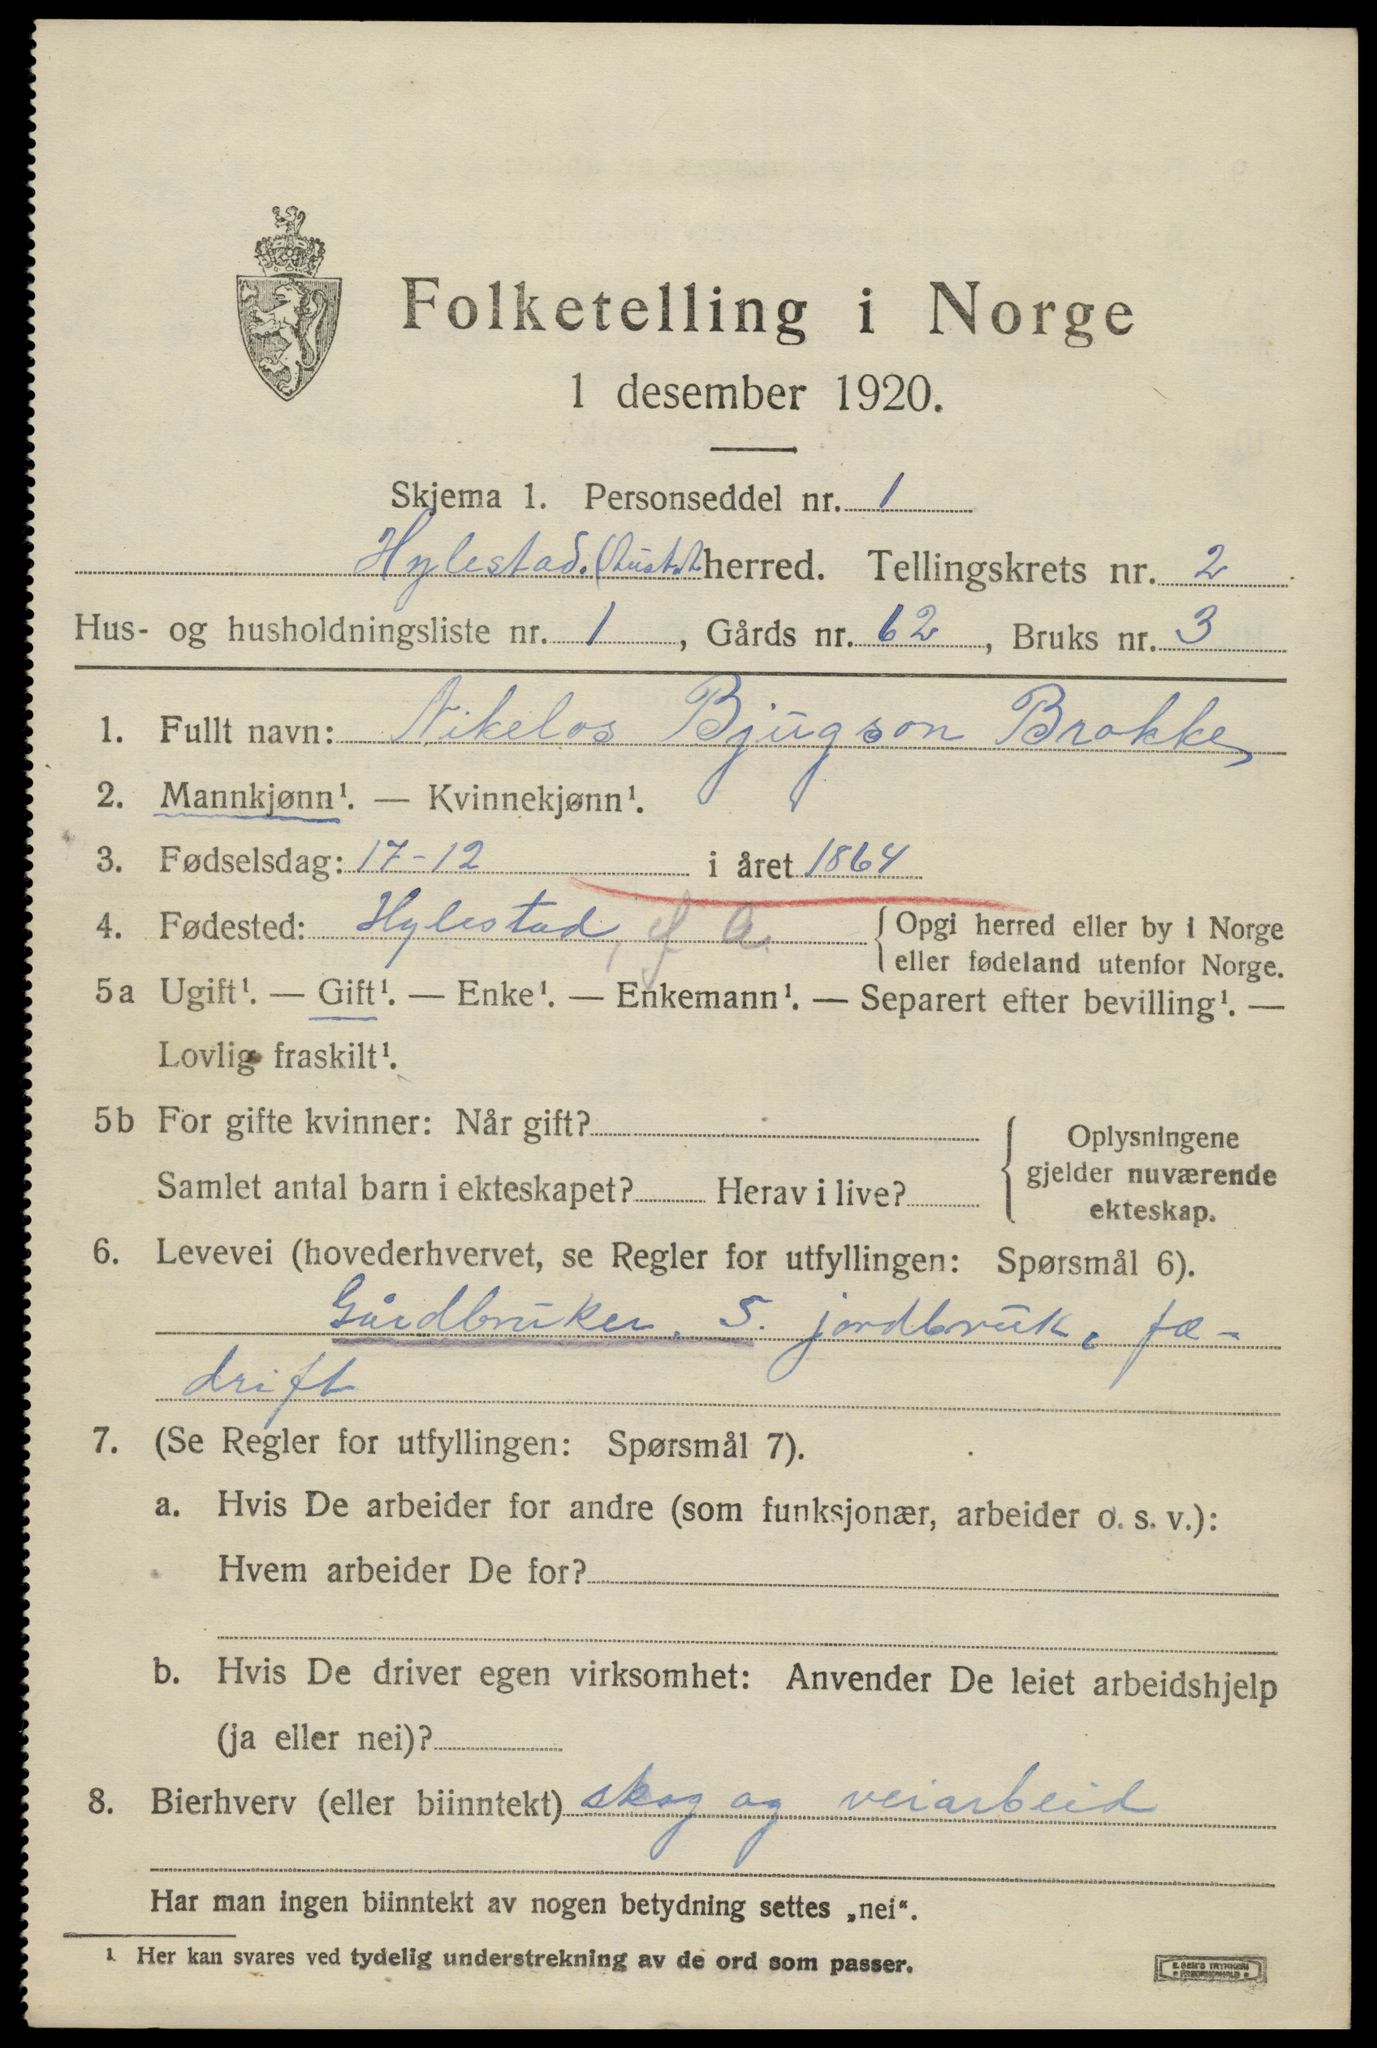 Folketelling i Norge
1 desember 1920.
Skjema 1. Personseddel nr. 1
Hylestad. (Aust. herred. Tellingskrets nr. 2
Hus- og husholdningsliste nr. 1, Gårds nr. 62, Bruks nr. 3
1. Fullt navn: Nikelos Bjugson Brokke
2. Mannkjønn¹. — Kvinnekjønn¹.
3. Fødselsdag: 17-12 i året 1864
4. Fødested: Hylestad, { Opgi herred eller by i Norge
eller fødeland utenfor Norge.
5a Ugift¹. — Gift¹. — Enke¹. — Enkemann¹. — Separert efter bevilling¹. —
Lovlig fraskilt¹.
5b For gifte kvinner: Når gift?
Samlet antal barn i ekteskapet? Herav i live?
{ Oplysningene
gjelder nuværende
ekteskap.
6. Levevei (hovederhvervet, se Regler for utfyllingen: Spørsmål 6).
Gårdbruker. S. jordbruk, fæ-
drift
7. (Se Regler for utfyllingen: Spørsmål 7).
a. Hvis De arbeider for andre (som funksjonær, arbeider o. s. v.):
Hvem arbeider De for?
b. Hvis De driver egen virksomhet: Anvender De leiet arbeidshjelp
(ja eller nei)?
8. Bierhverv (eller biinntekt) skog og veiarbeid
Har man ingen biinntekt av nogen betydning settes „nei“.
¹ Her kan svares ved tydelig understrekning av de ord som passer.